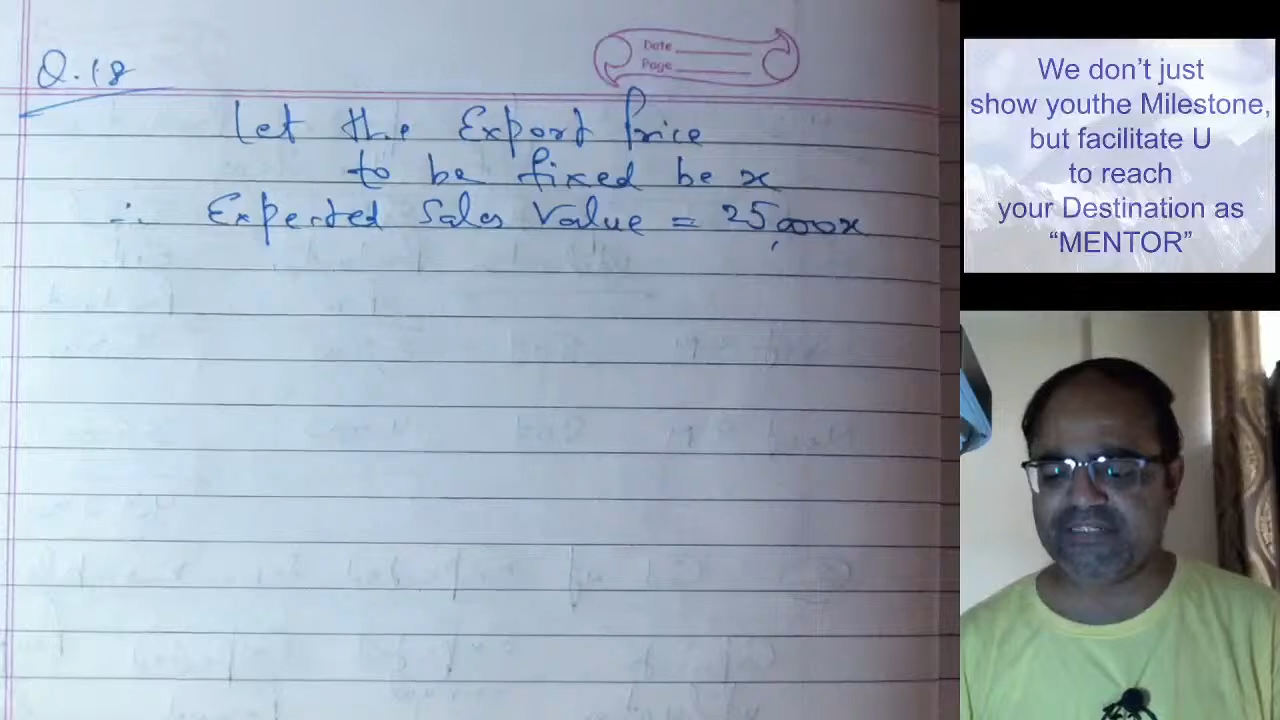 Q.18
Date
Page
Let the Export Price
to be fixed be x
∴ Expected Sales Value = 25,000x
We don't just
show youthe Milestone,
but facilitate U
to reach
your Destination as
"MENTOR"